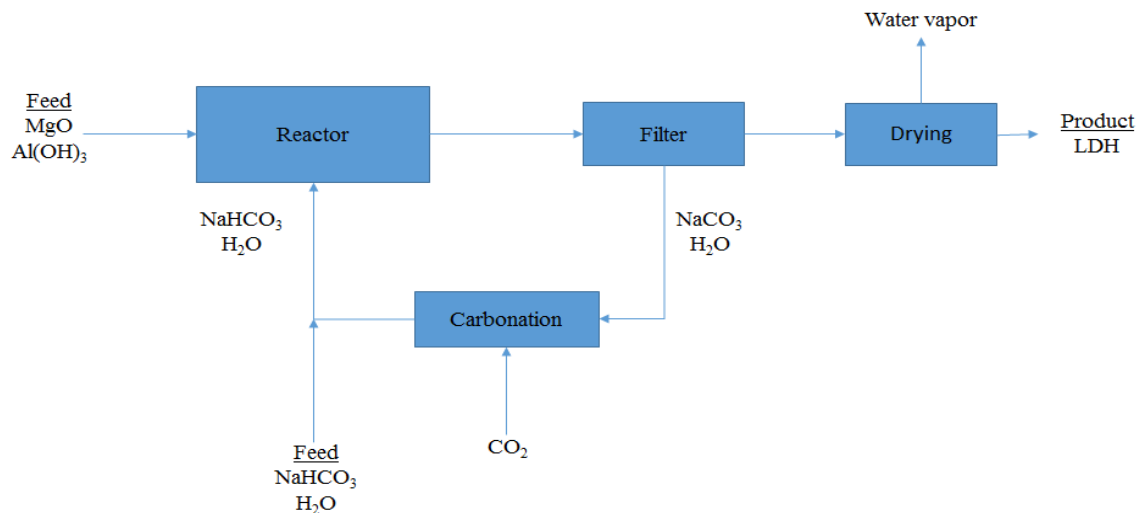 Water vapor
Feed
MgO
Al(OH)₃
Reactor
Filter
Drying
Product
LDH
NaHCO₃
H₂O
NaCO₃
H₂O
Carbonation
CO₂
Feed
NaHCO₃
H₂O